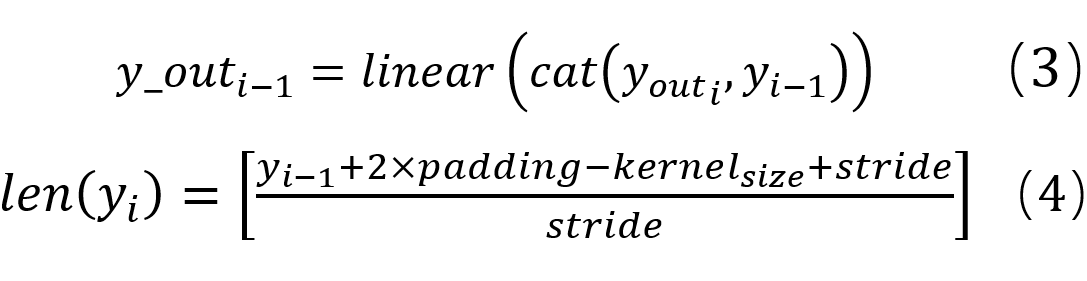 y_out_{i−1} = linear(cat(y_{out_i}, y_{i−1})) (3)
len(y_i) = [\frac{y_{i−1}+2×padding−kernel_{size}+stride}{stride}] (4)